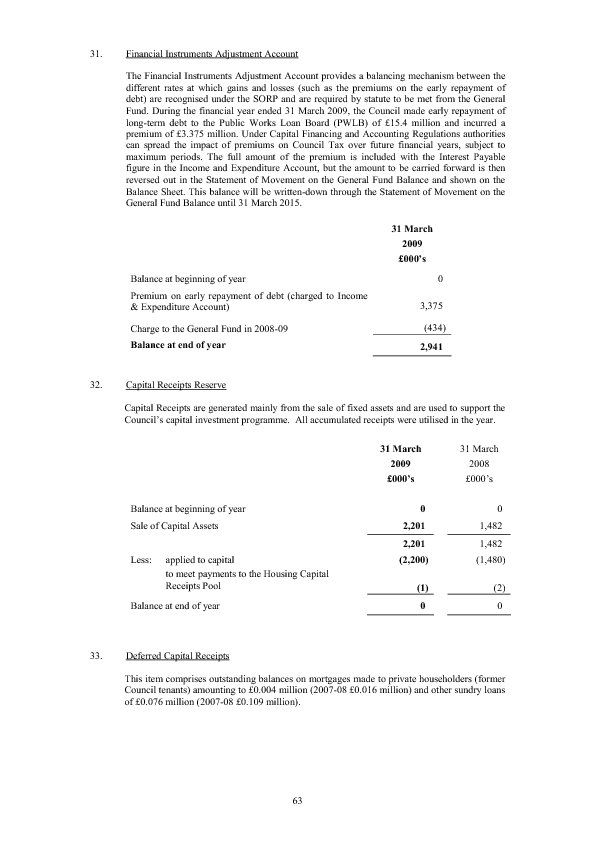 31. Financial Instruments Adjustment Account
The Financial Instruments Adjustment Account provides a balancing mechanism between the
different rates at which gains and losses (such as the premiums on the early repayment of
debt) are recognised under the SORP and are required by statute to be met from the General
Fund. During the financial year ended 31 March 2009, the Council made early repayment of
long-term debt to the Public Works Loan Board (PWLB) of £15.4 million and incurred a
premium of £3.375 million. Under Capital Financing and Accounting Regulations authorities
can spread the impact of premiums on Council Tax over future financial years, subject to
maximum periods. The full amount of the premium is included with the Interest Payable
figure in the Income and Expenditure Account, but the amount to be carried forward is then
reversed out in the Statement of Movement on the General Fund Balance and shown on the
Balance Sheet. This balance will be written-down through the Statement of Movement on the
General Fund Balance until 31 March 2015.
31 March
2009
£000's
Balance at beginning of year 0
Premium on early repayment of debt (charged to Income
& Expenditure Account) 3,375
Charge to the General Fund in 2008-09 (434)
Balance at end of year 2,941
32. Capital Receipts Reserve
Capital Receipts are generated mainly from the sale of fixed assets and are used to support the
Council's capital investment programme. All accumulated receipts were utilised in the year.
31 March 31 March
2009 2008
£000's £000's
Balance at beginning of year 0 0
Sale of Capital Assets 2,201 1,482
2,201 1,482
Less: applied to capital (2,200) (1,480)
to meet payments to the Housing Capital
Receipts Pool (1) (2)
Balance at end of year 0 0
33. Deferred Capital Receipts
This item comprises outstanding balances on mortgages made to private householders (former
Council tenants) amounting to £0.004 million (2007-08 £0.016 million) and other sundry loans
of £0.076 million (2007-08 £0.109 million).
63